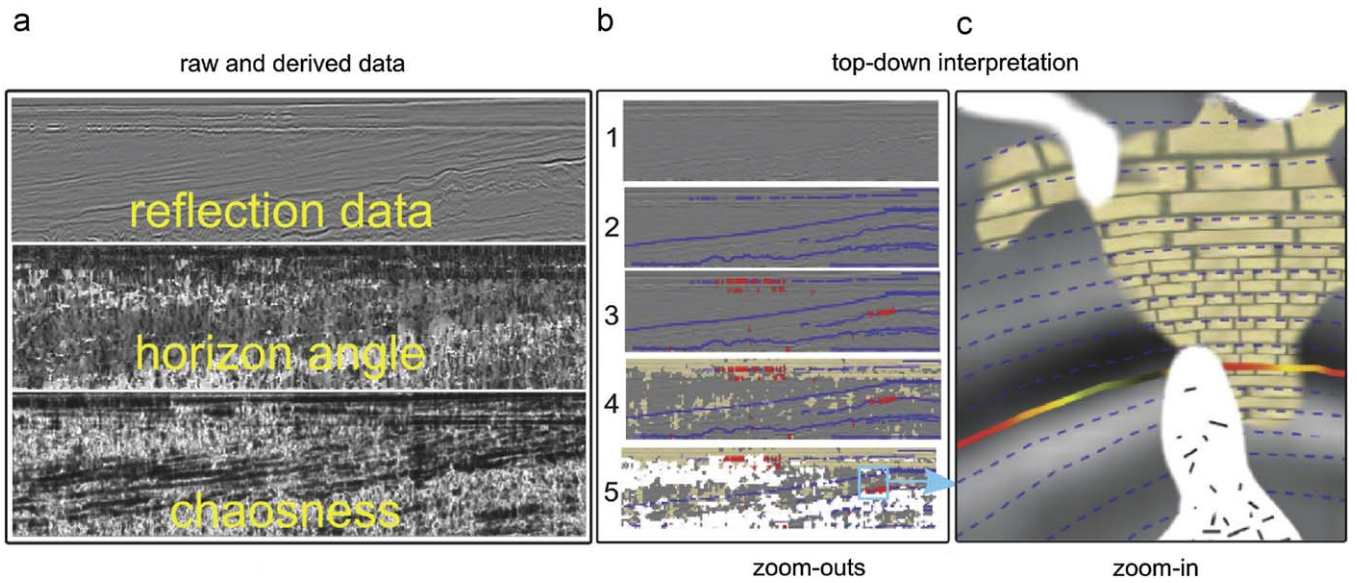 a
b
c
raw and derived data
top-down interpretation
reflection data
horizon angle
chaosness
1
2
3
4
5
zoom-outs
zoom-in